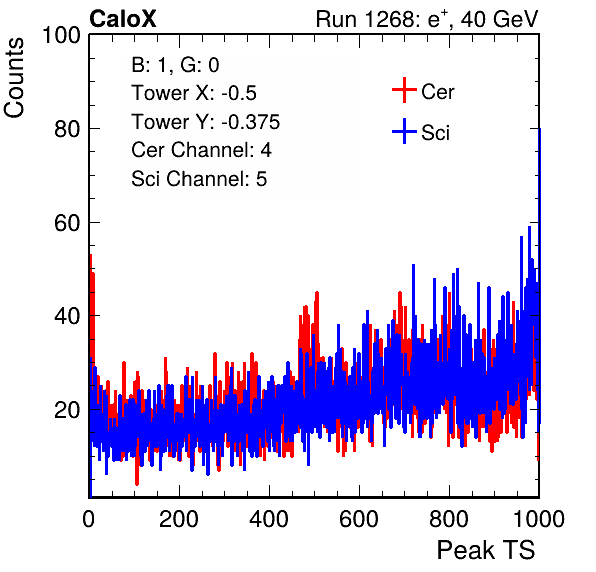 CaloX Run 1268: e+, 40 GeV
Counts
100
80
60
40
20
B: 1, G: 0
Tower X: -0.5
Tower Y: -0.375
Cer Channel: 4
Sci Channel: 5
Cer
Sci
0 200 400 600 800 1000
Peak TS